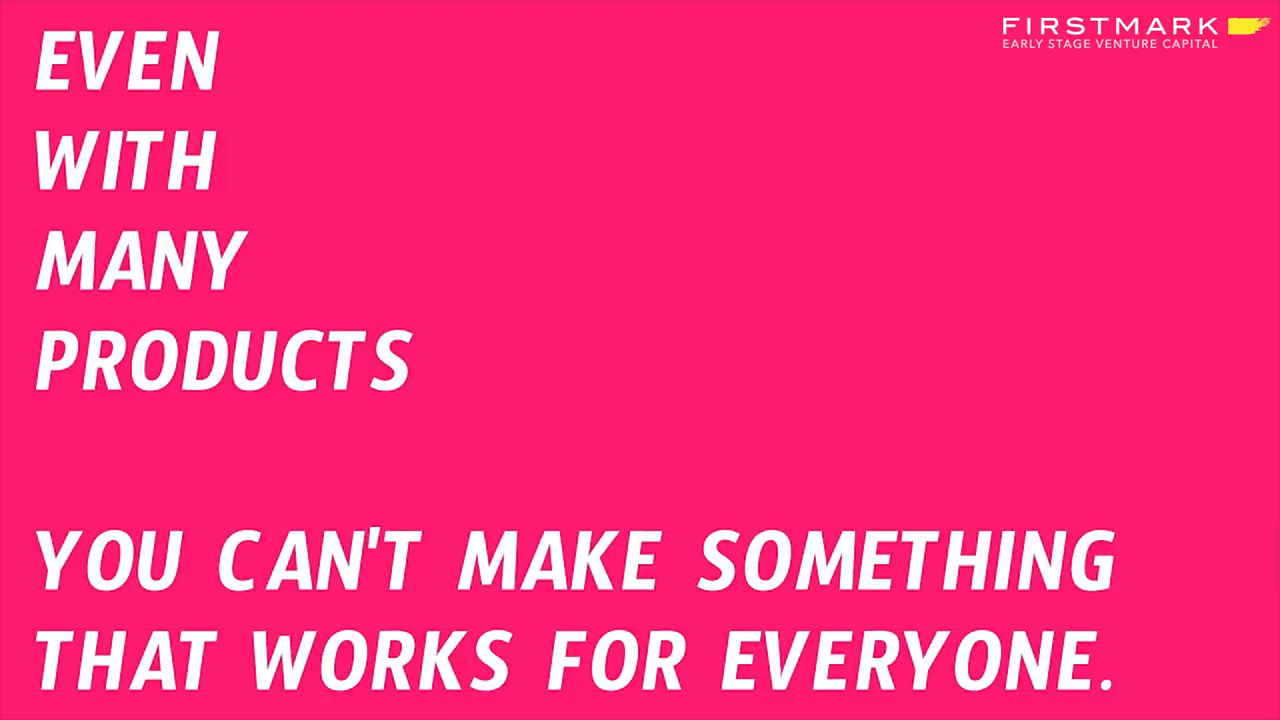 EVEN
WITH
MANY
PRODUCTS
YOU CAN'T MAKE SOMETHING
THAT WORKS FOR EVERYONE.
FIRSTMARK
EARLY STAGE VENTURE CAPITAL